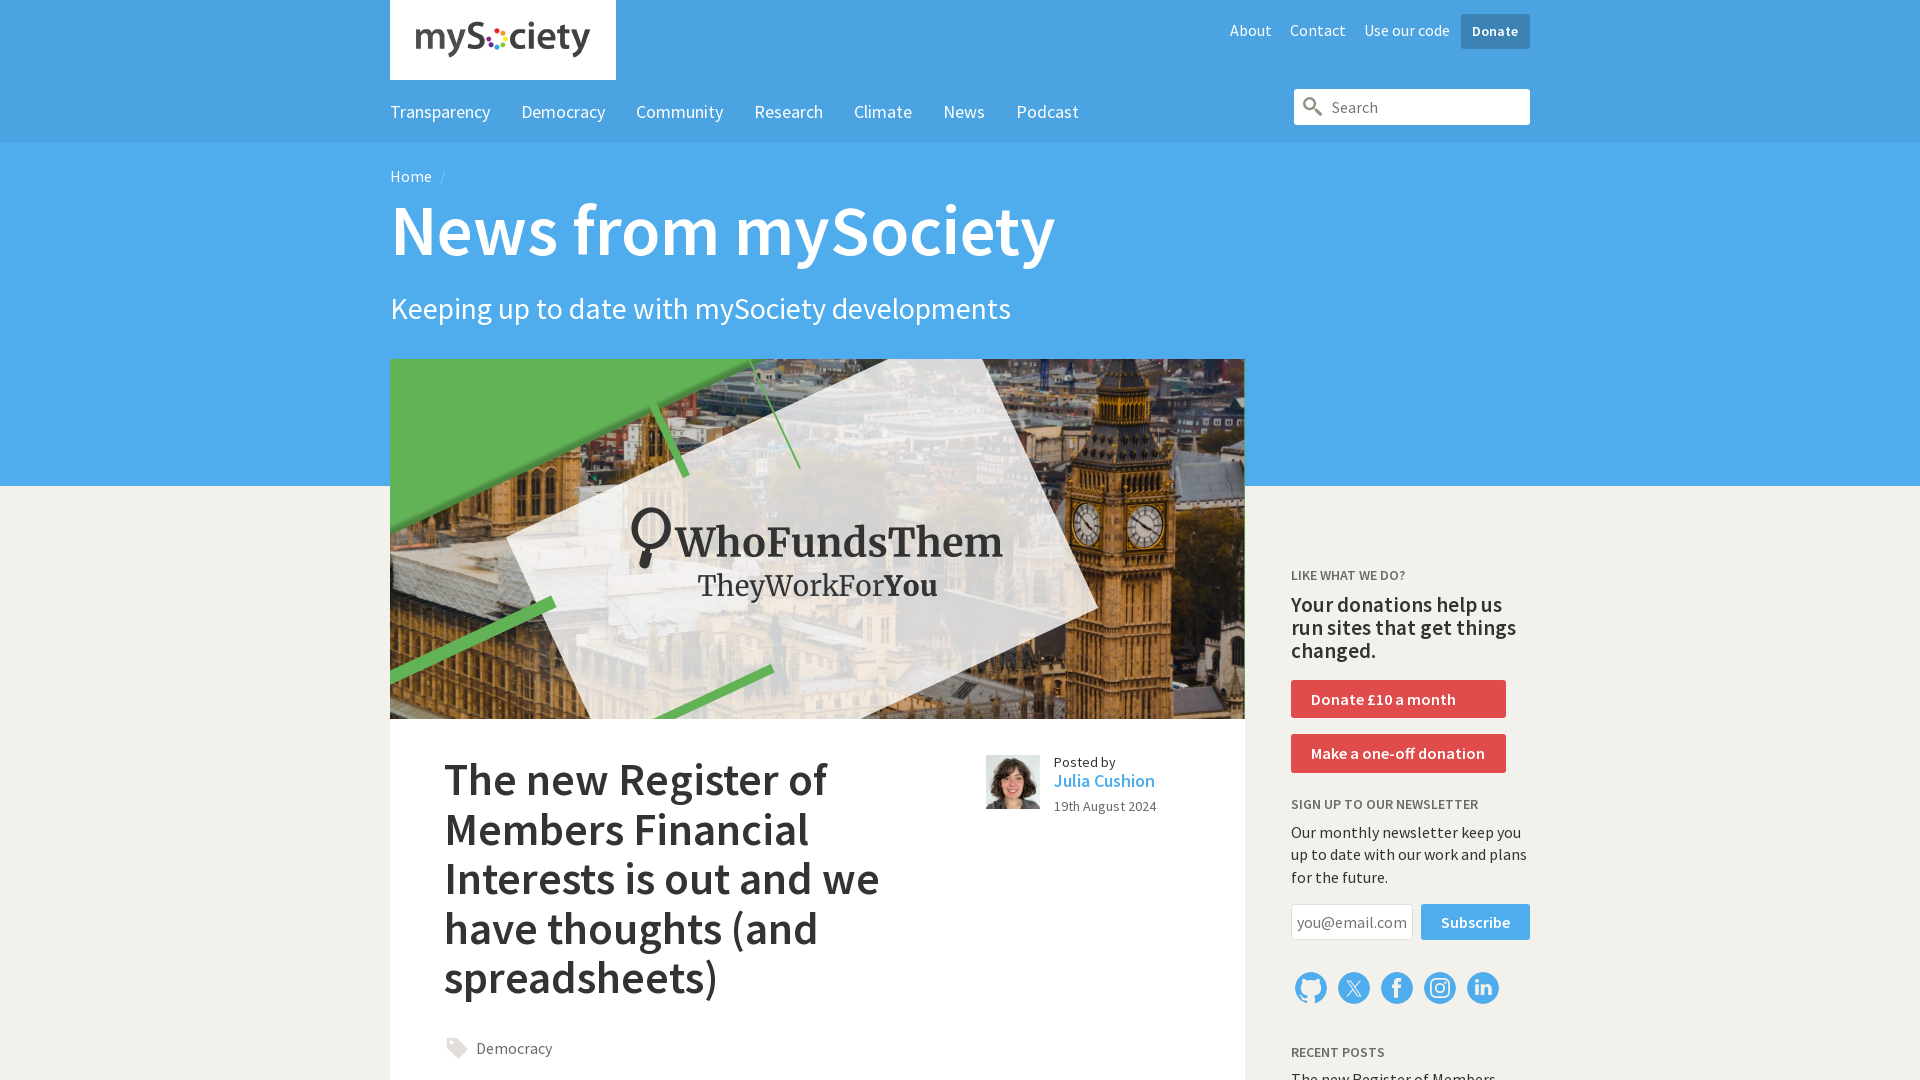 mySociety
About
Contact
Use our code
Donate
Transparency
Democracy
Community
Research
Climate
News
Podcast
Search
Home /
News from mySociety
Keeping up to date with mySociety developments
WhoFundsThem
TheyWorkForYou
The new Register of
Members Financial
Interests is out and we
have thoughts (and
spreadsheets)
Posted by
Julia Cushion
19th August 2024
Democracy
LIKE WHAT WE DO?
Your donations help us
run sites that get things
changed.
Donate £10 a month
Make a one-off donation
SIGN UP TO OUR NEWSLETTER
Our monthly newsletter keep you
up to date with our work and plans
for the future.
you@email.com
Subscribe
RECENT POSTS
The new Register of Members